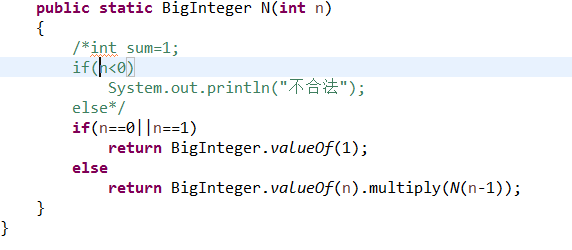 public static BigInteger N(int n)
{
/*int sum=1;
if(n<0)
System.out.println("不合法");
else*/
if(n==0||n==1)
return BigInteger.valueOf(1);
else
return BigInteger.valueOf(n).multiply(N(n-1));
}
}